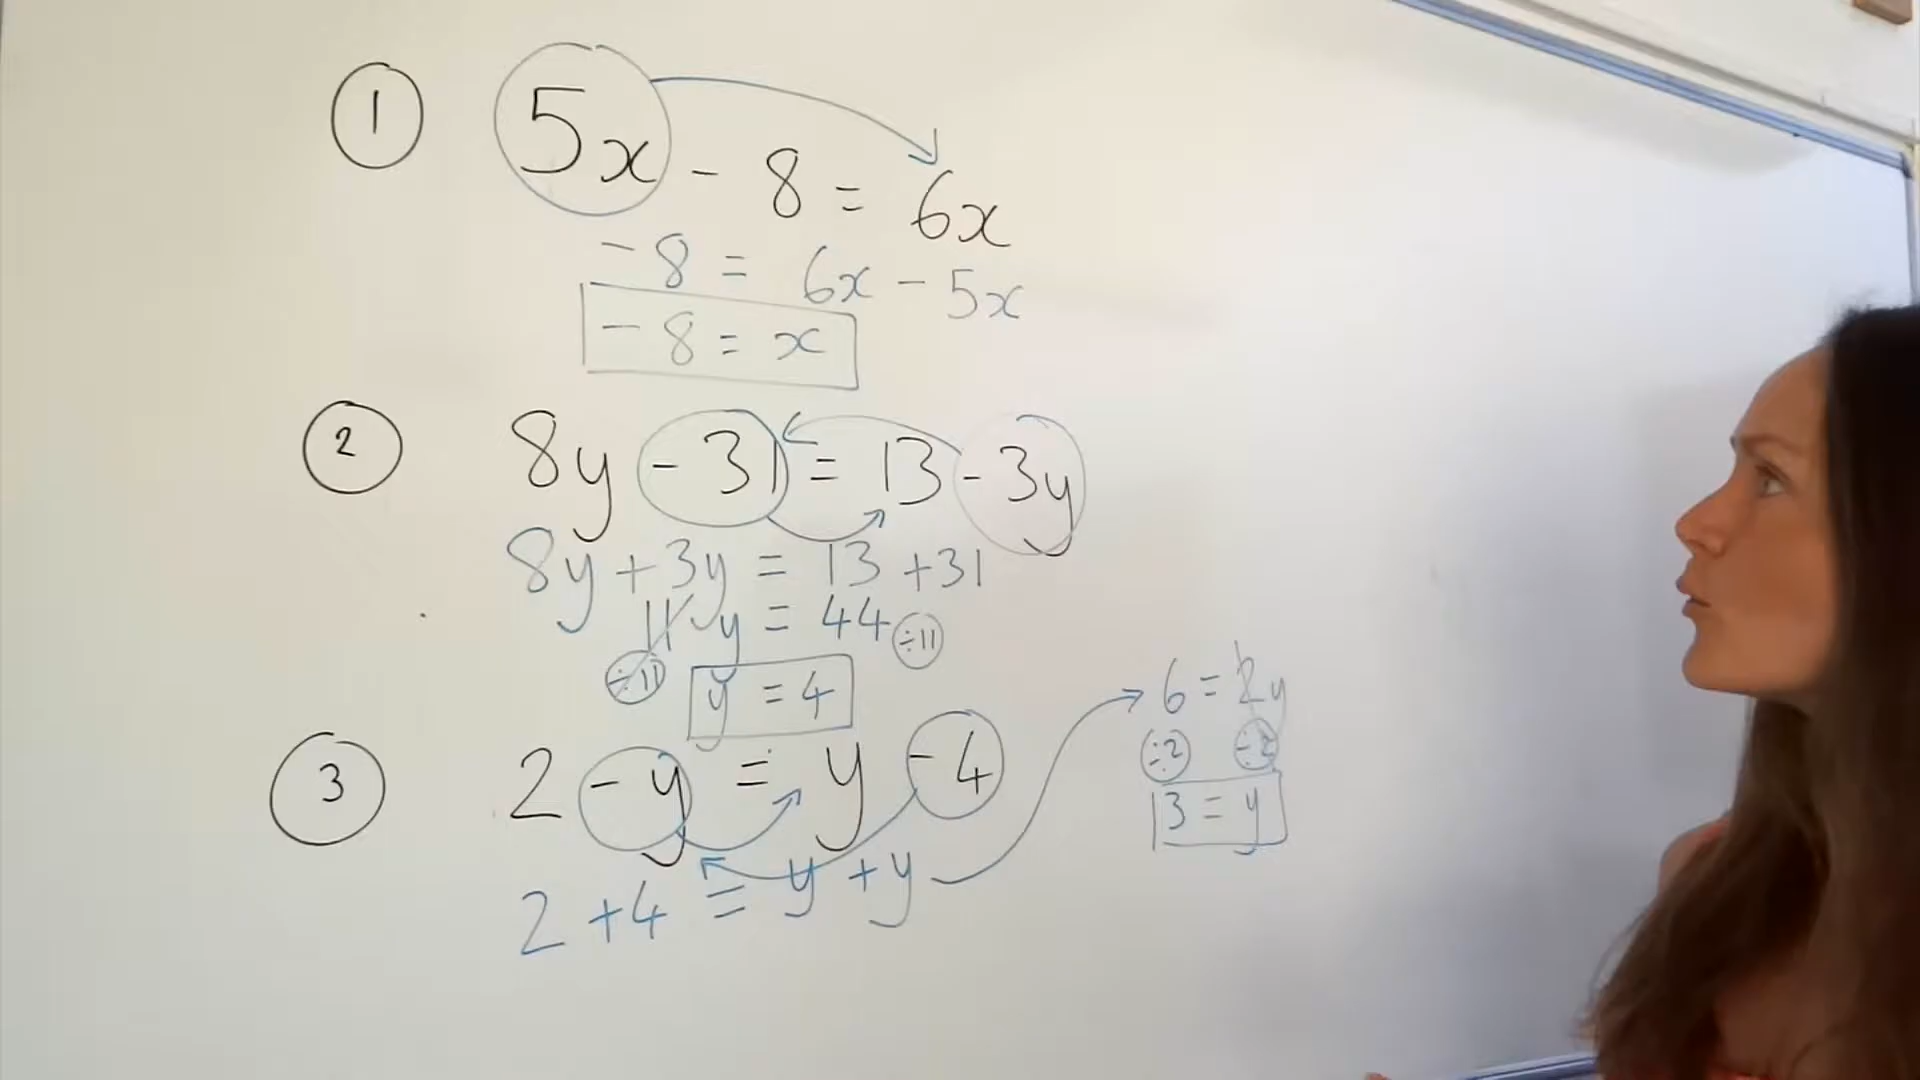 1 5x - 8 = 6x
- 8 = 6x - 5x
- 8 = x
2 8y - 31 = 13 - 3y
8y + 3y = 13 + 31
11y = 44 ÷11
÷11 y = 4
3 2 - y = y - 4
2 + 4 = y + y
6 = 2y
÷2 ÷2
3 = y